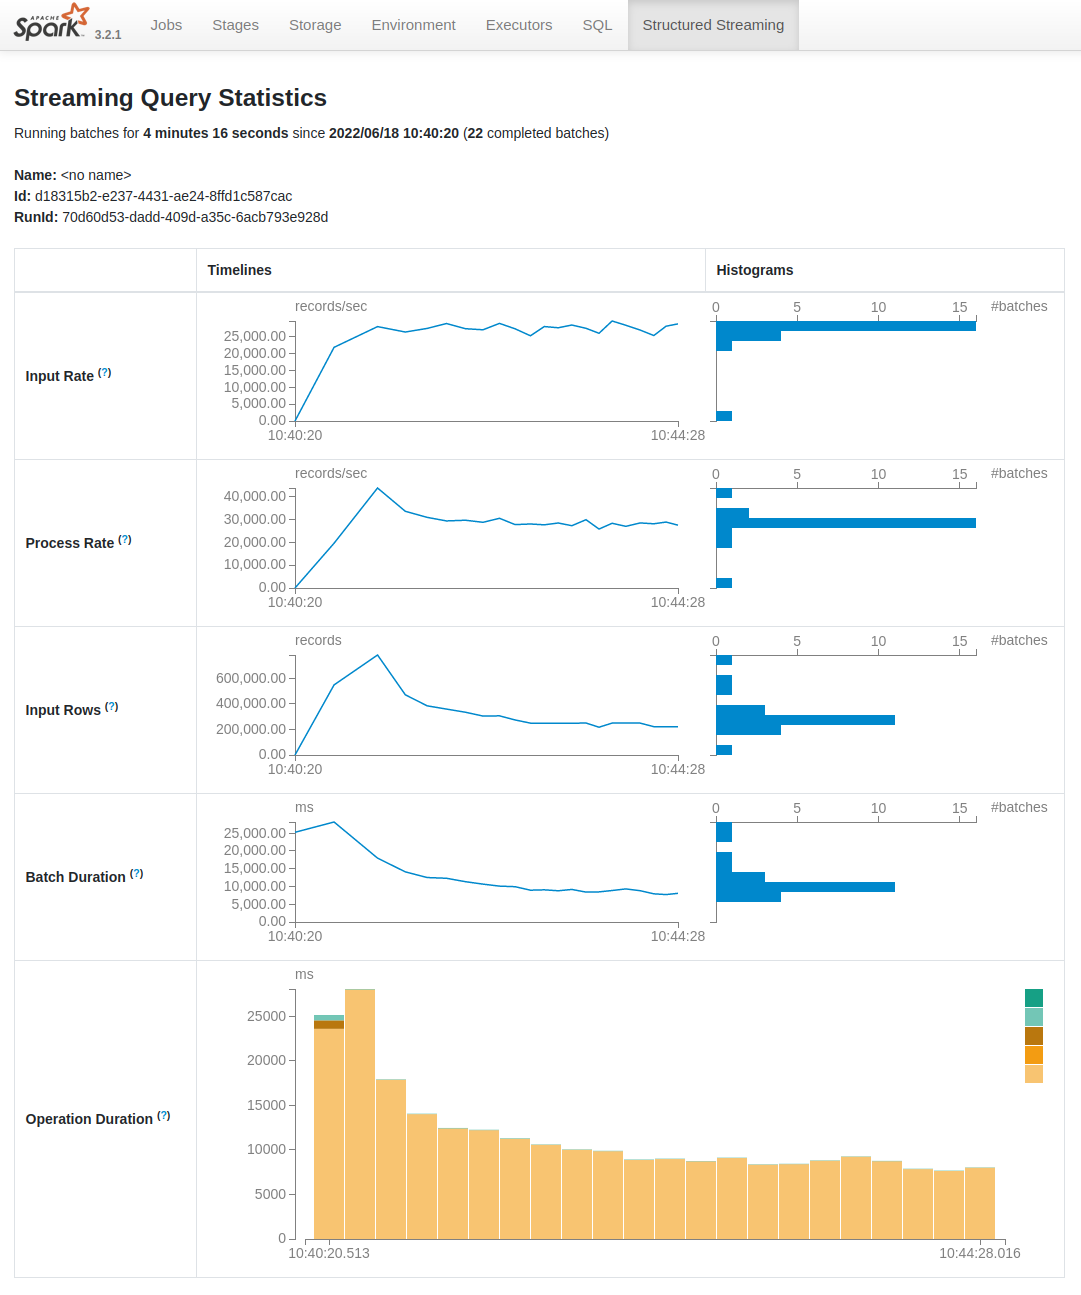 APACHE
Spark 3.2.1 Jobs Stages Storage Environment Executors SQL Structured Streaming
Streaming Query Statistics
Running batches for 4 minutes 16 seconds since 2022/06/18 10:40:20 (22 completed batches)
Name: <no name>
Id: d18315b2-e237-4431-ae24-8ffd1c587cac
RunId: 70d60d53-dadd-409d-a35c-6acb793e928d
Timelines Histograms
records/sec 0 5 10 15 #batches
25,000.00
20,000.00
15,000.00
Input Rate (?)
10,000.00
5,000.00
0.00
10:40:20 10:44:28
records/sec 0 5 10 15 #batches
40,000.00
30,000.00
Process Rate (?)
20,000.00
10,000.00
0.00
10:40:20 10:44:28
records 0 5 10 15 #batches
600,000.00
400,000.00
Input Rows (?)
200,000.00
0.00
10:40:20 10:44:28
ms 0 5 10 15 #batches
25,000.00
20,000.00
15,000.00
Batch Duration (?)
10,000.00
5,000.00
0.00
10:40:20 10:44:28
ms
25000
20000
15000
Operation Duration (?)
10000
5000
0
10:40:20.513 10:44:28.016